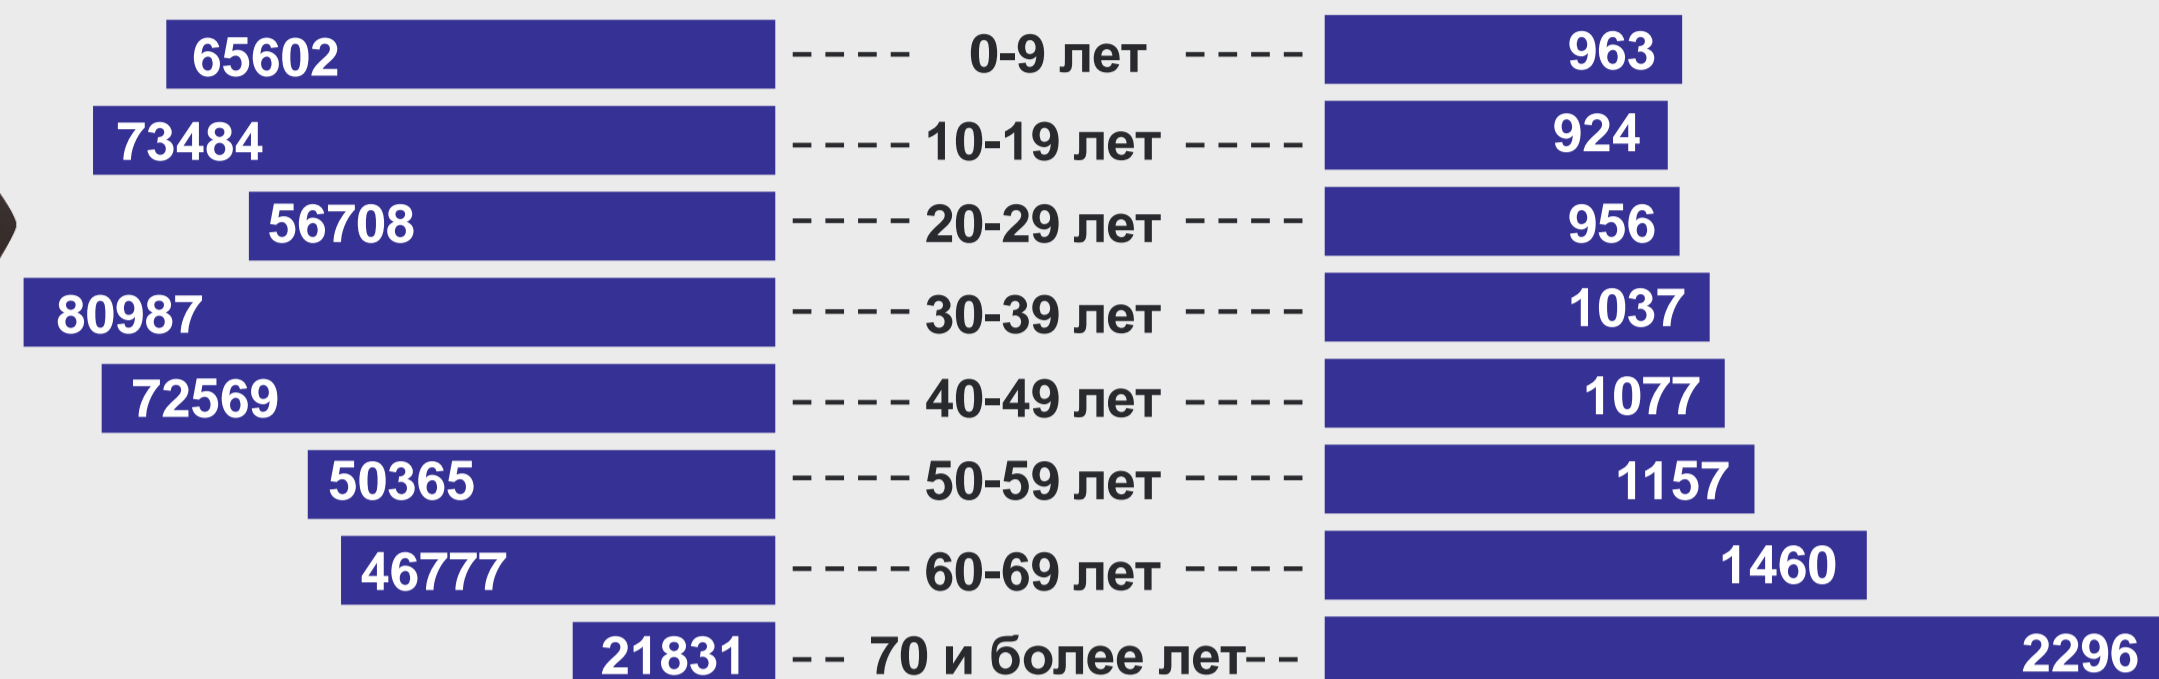 65602 ---- 0-9 лет ---- 963
73484 ---- 10-19 лет ---- 924
56708 ---- 20-29 лет ---- 956
80987 ---- 30-39 лет ---- 1037
72569 ---- 40-49 лет ---- 1077
50365 ---- 50-59 лет ---- 1157
46777 ---- 60-69 лет ---- 1460
21831 -- 70 и более лет-- 2296